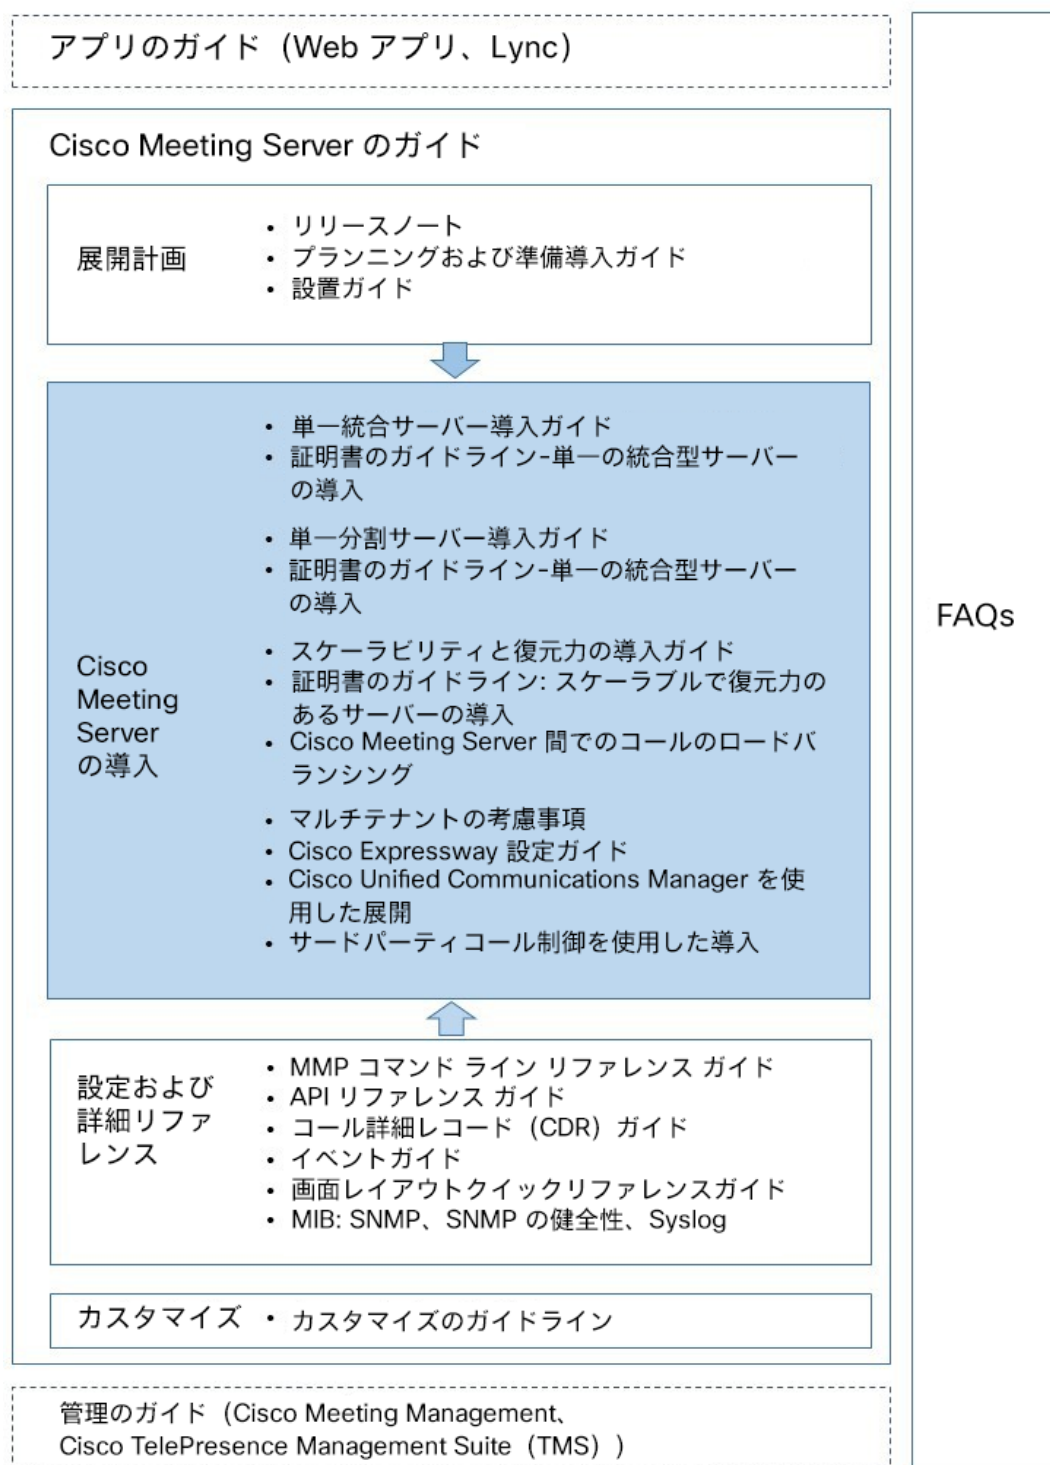 アプリのガイド（Web アプリ、Lync）
Cisco Meeting Server のガイド
展開計画
• リリースノート
• プランニングおよび準備導入ガイド
• 設置ガイド
Cisco
Meeting
Server
の導入
• 単一統合サーバー導入ガイド
• 証明書のガイドライン-単一の統合型サーバー
の導入
• 単一分割サーバー導入ガイド
• 証明書のガイドライン-単一の統合型サーバー
の導入
• スケーラビリティと復元力の導入ガイド
• 証明書のガイドライン: スケーラブルで復元力の
あるサーバーの導入
• Cisco Meeting Server 間でのコールのロードバ
ランシング
• マルチテナントの考慮事項
• Cisco Expressway 設定ガイド
• Cisco Unified Communications Manager を使
用した展開
• サードパーティコール制御を使用した導入
設定および
詳細リファ
レンス
• MMP コマンド ライン リファレンス ガイド
• API リファレンス ガイド
• コール詳細レコード（CDR）ガイド
• イベントガイド
• 画面レイアウトクイックリファレンスガイド
• MIB: SNMP、SNMP の健全性、Syslog
カスタマイズ
• カスタマイズのガイドライン
管理のガイド（Cisco Meeting Management、
Cisco TelePresence Management Suite（TMS））
FAQs